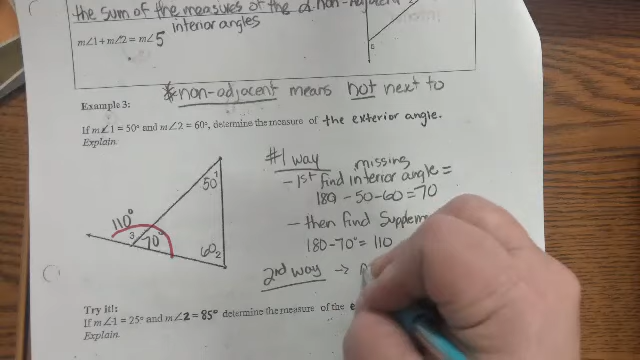 the sum of the measures of the 2 non-adjacent
interior angles
m∠1 + m∠2 = m∠5
*non-adjacent means not next to
Example 3:
If m∠1 = 50° and m∠2 = 60°, determine the measure of the exterior angle.
Explain.
#1 way
missing
- 1st find interior angle =
180 - 50 - 60 = 70
- then find Supplem
180 - 70° = 110
2nd way →
50° 1
110°
3 70°
60 2
Try it!:
If m∠1 = 25° and m∠2 = 85° determine the measure of the
Explain.